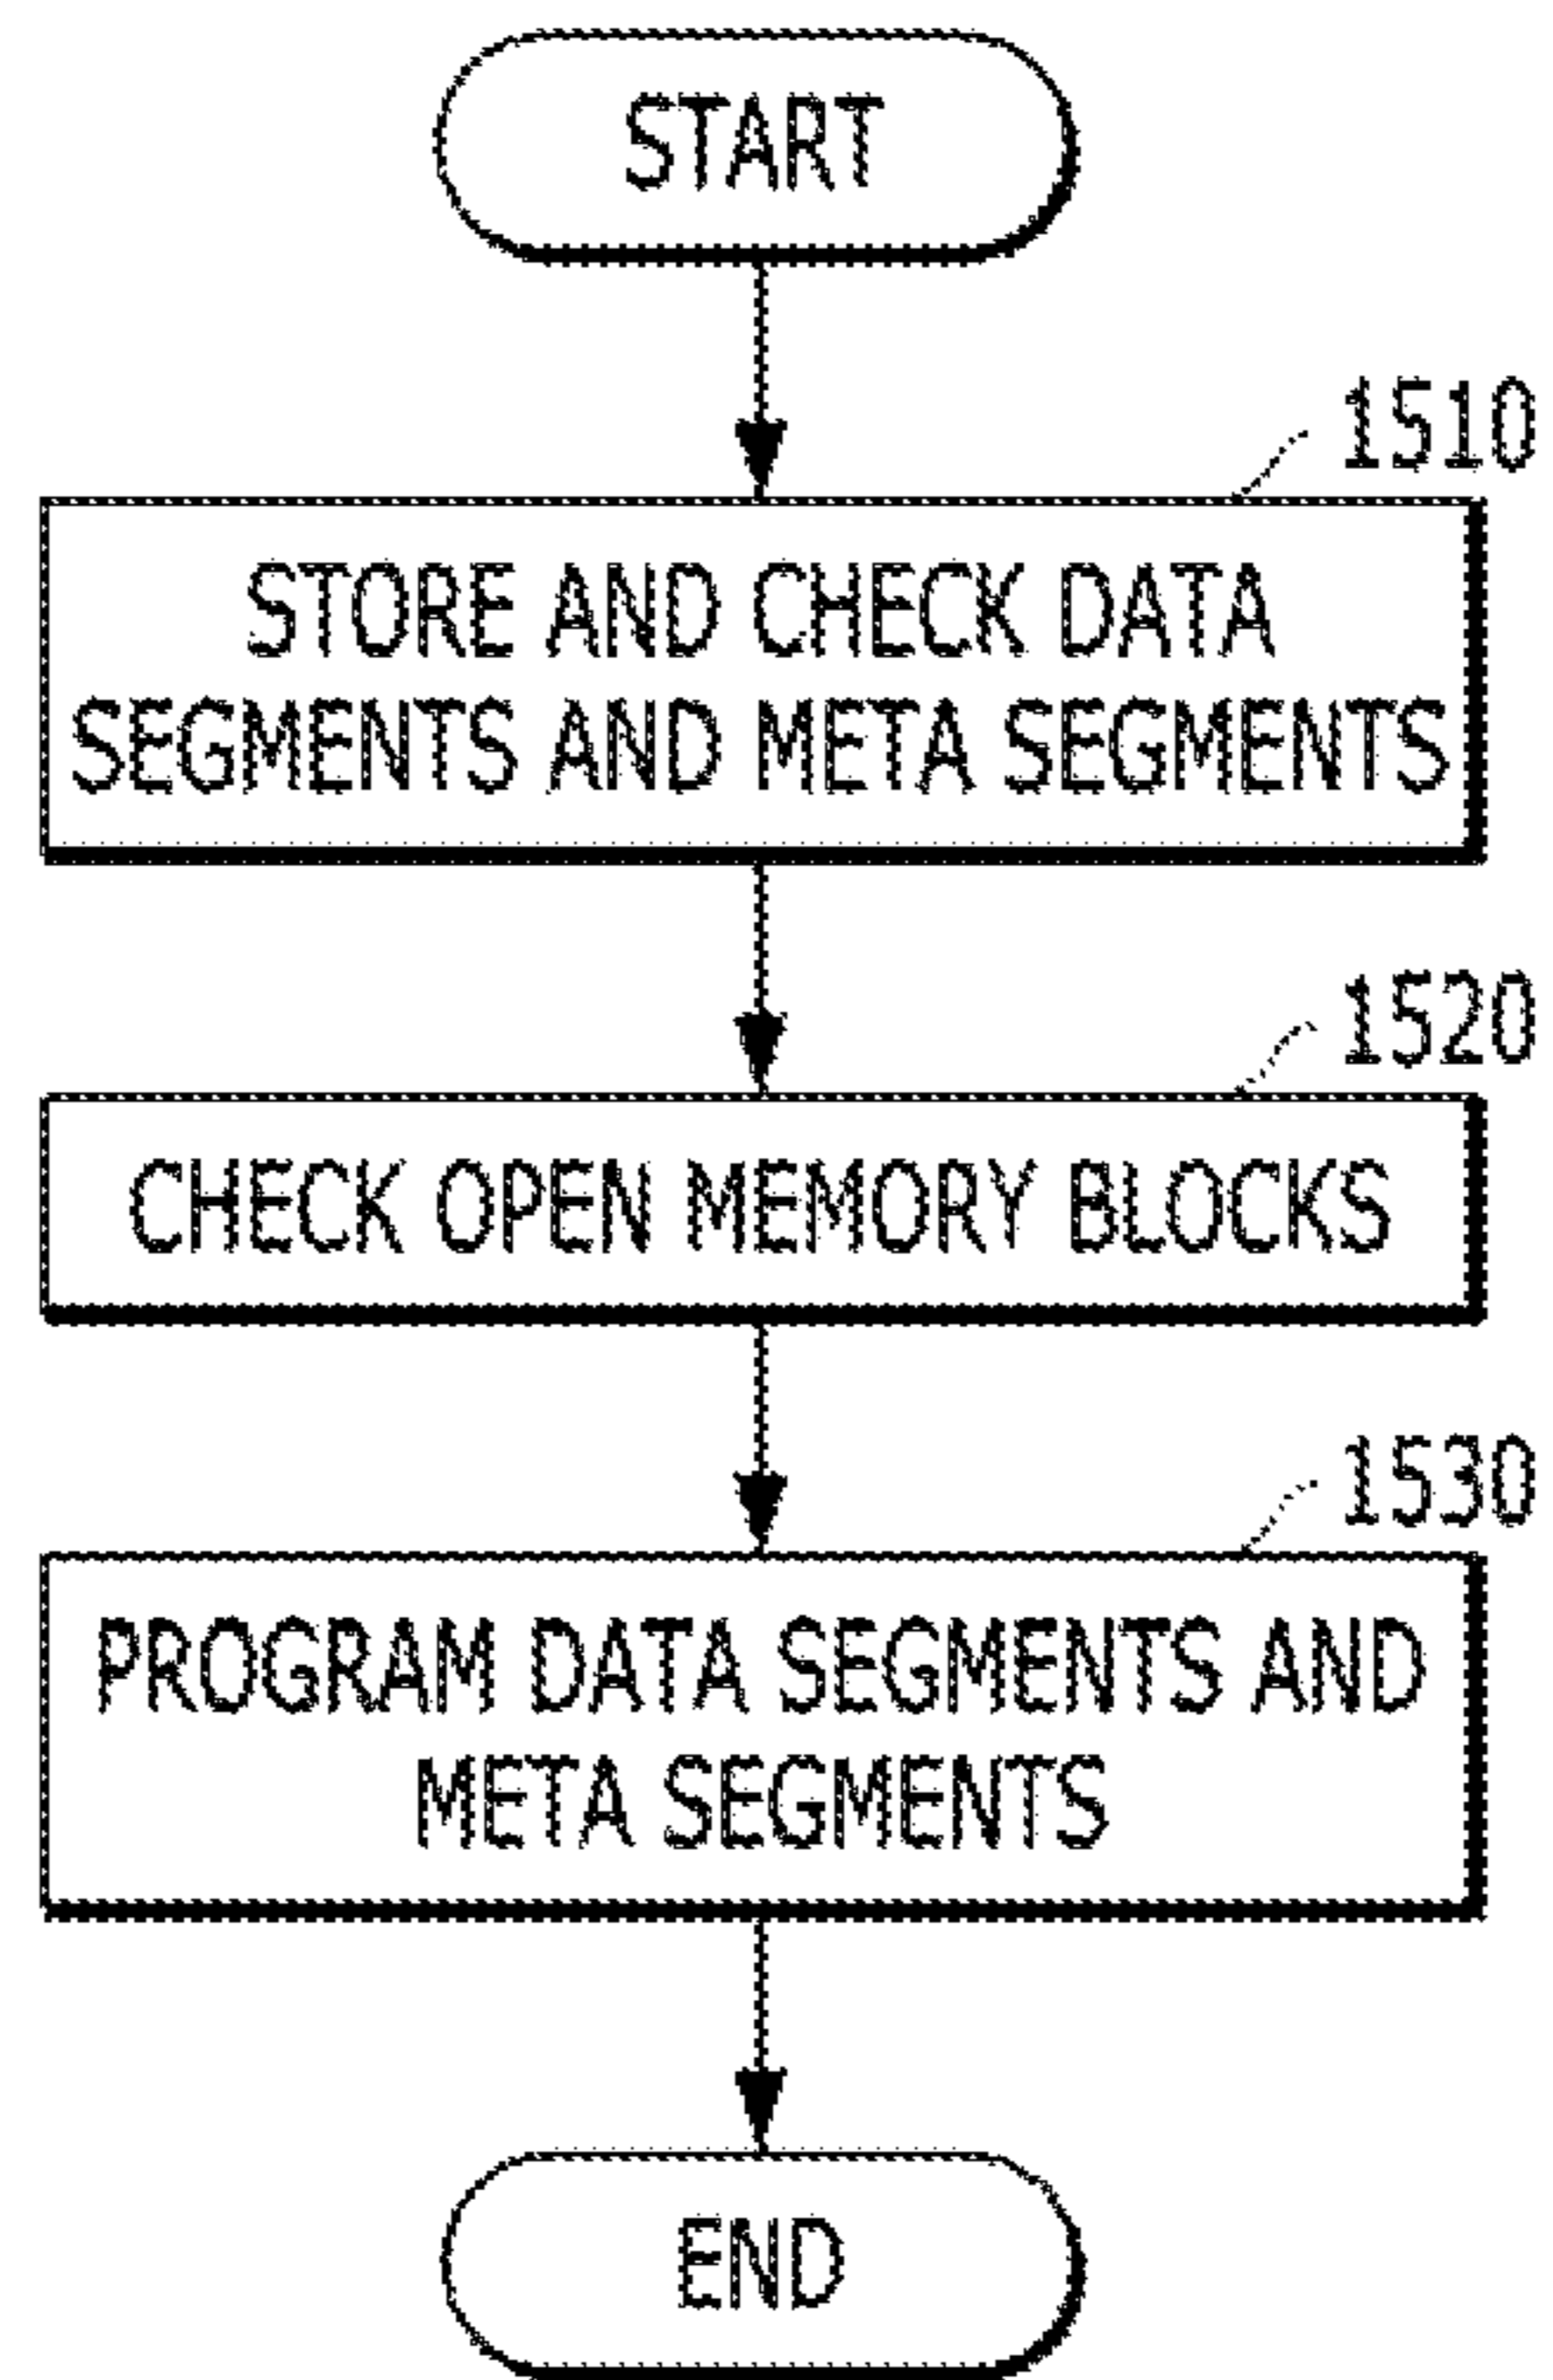 START
1510
STORE AND CHECK DATA
SEGMENTS AND META SEGMENTS
1520
CHECK OPEN MEMORY BLOCKS
1530
PROGRAM DATA SEGMENTS AND
META SEGMENTS
END